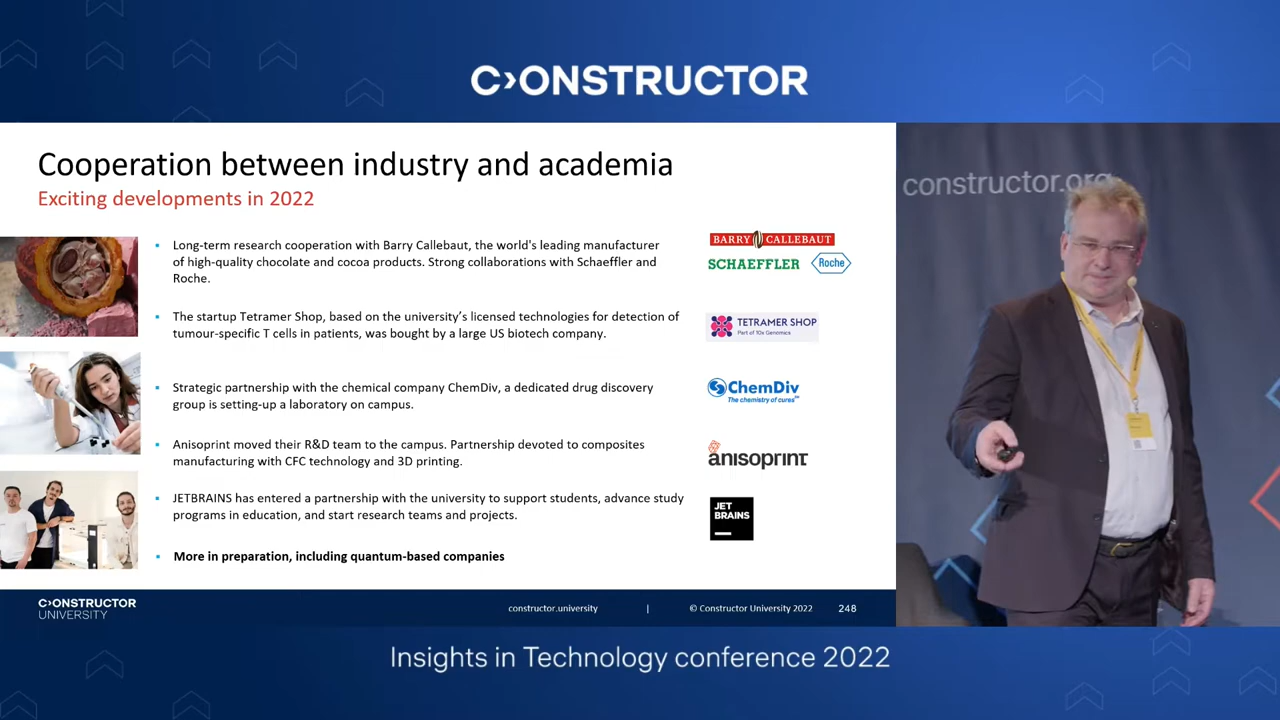 C›ONSTRUCTOR
Cooperation between industry and academia
Exciting developments in 2022
▪ Long-term research cooperation with Barry Callebaut, the world's leading manufacturer
of high-quality chocolate and cocoa products. Strong collaborations with Schaeffler and
Roche.
BARRY CALLEBAUT
SCHAEFFLER
Roche
▪ The startup Tetramer Shop, based on the university's licensed technologies for detection of
tumour-specific T cells in patients, was bought by a large US biotech company.
TETRAMER SHOP
Part of 10x Genomics
▪ Strategic partnership with the chemical company ChemDiv, a dedicated drug discovery
group is setting-up a laboratory on campus.
ChemDiv
The chemistry of cures™
▪ Anisoprint moved their R&D team to the campus. Partnership devoted to composites
manufacturing with CFC technology and 3D printing.
anisoprint
▪ JETBRAINS has entered a partnership with the university to support students, advance study
programs in education, and start research teams and projects.
JET
BRAINS
▪ More in preparation, including quantum-based companies
C›ONSTRUCTOR
UNIVERSITY
constructor.university | © Constructor University 2022 248
constructor.org
Insights in Technology conference 2022